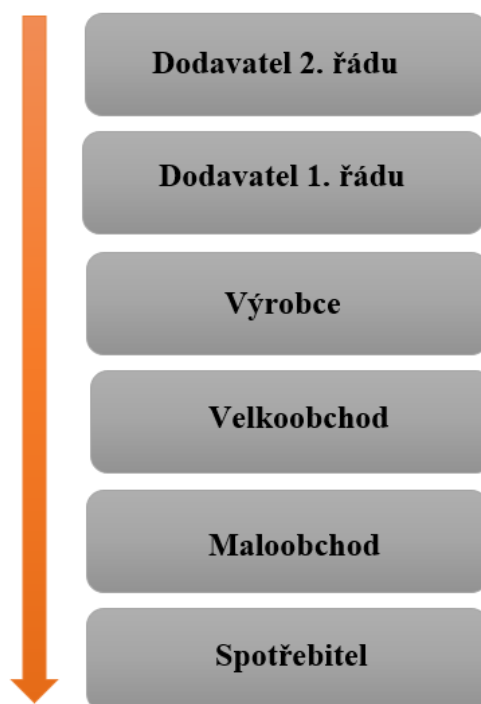 Dodavatel 2. řádu
Dodavatel 1. řádu
Výrobce
Velkoobchod
Maloobchod
Spotřebitel